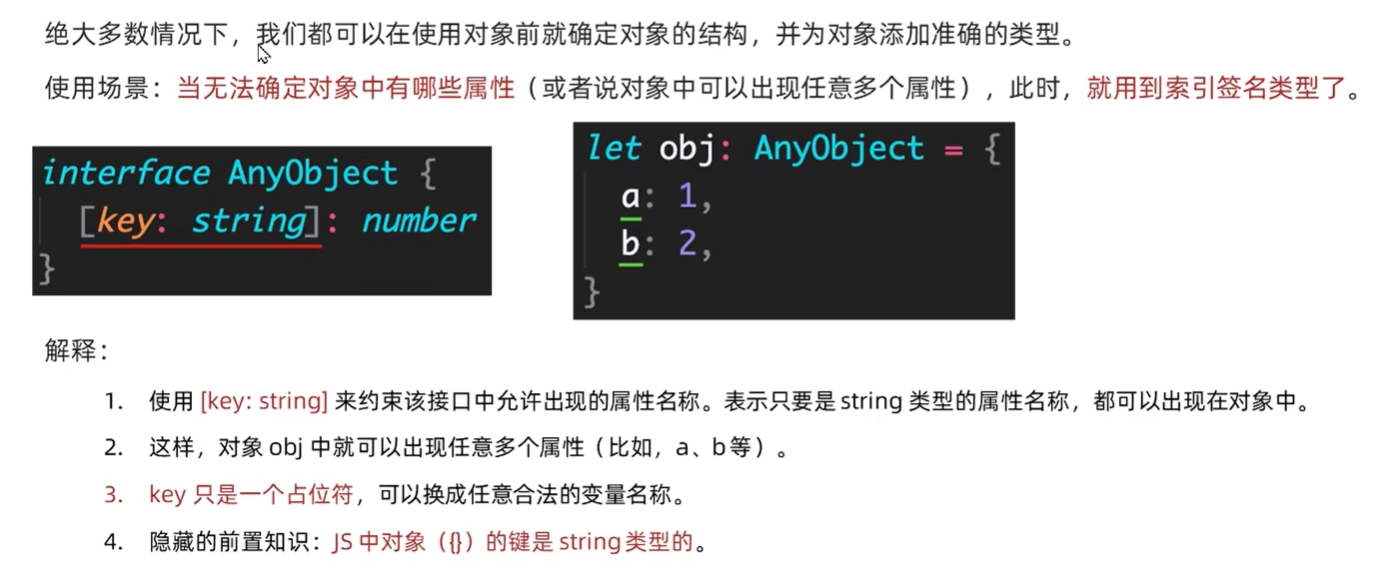 绝大多数情况下，我们都可以在使用对象前就确定对象的结构，并为对象添加准确的类型。
使用场景：当无法确定对象中有哪些属性（或者说对象中可以出现任意多个属性），此时，就用到索引签名类型了。
interface AnyObject {
[key: string]: number
}
let obj: AnyObject = {
a: 1,
b: 2,
}
解释：
1. 使用 [key: string] 来约束该接口中允许出现的属性名称。表示只要是 string 类型的属性名称，都可以出现在对象中。
2. 这样，对象 obj 中就可以出现任意多个属性（比如，a、b 等）。
3. key 只是一个占位符，可以换成任意合法的变量名称。
4. 隐藏的前置知识：JS 中对象（{}）的键是 string 类型的。